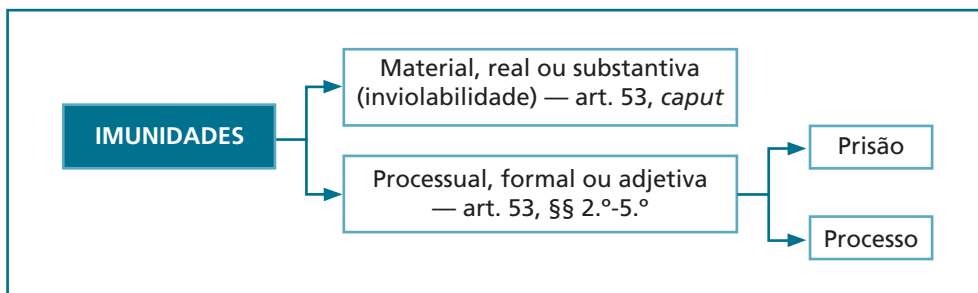 IMUNIDADES
Material, real ou substantiva
(inviolabilidade) — art. 53, caput
Processual, formal ou adjetiva
— art. 53, §§ 2.º-5.º
Prisão
Processo